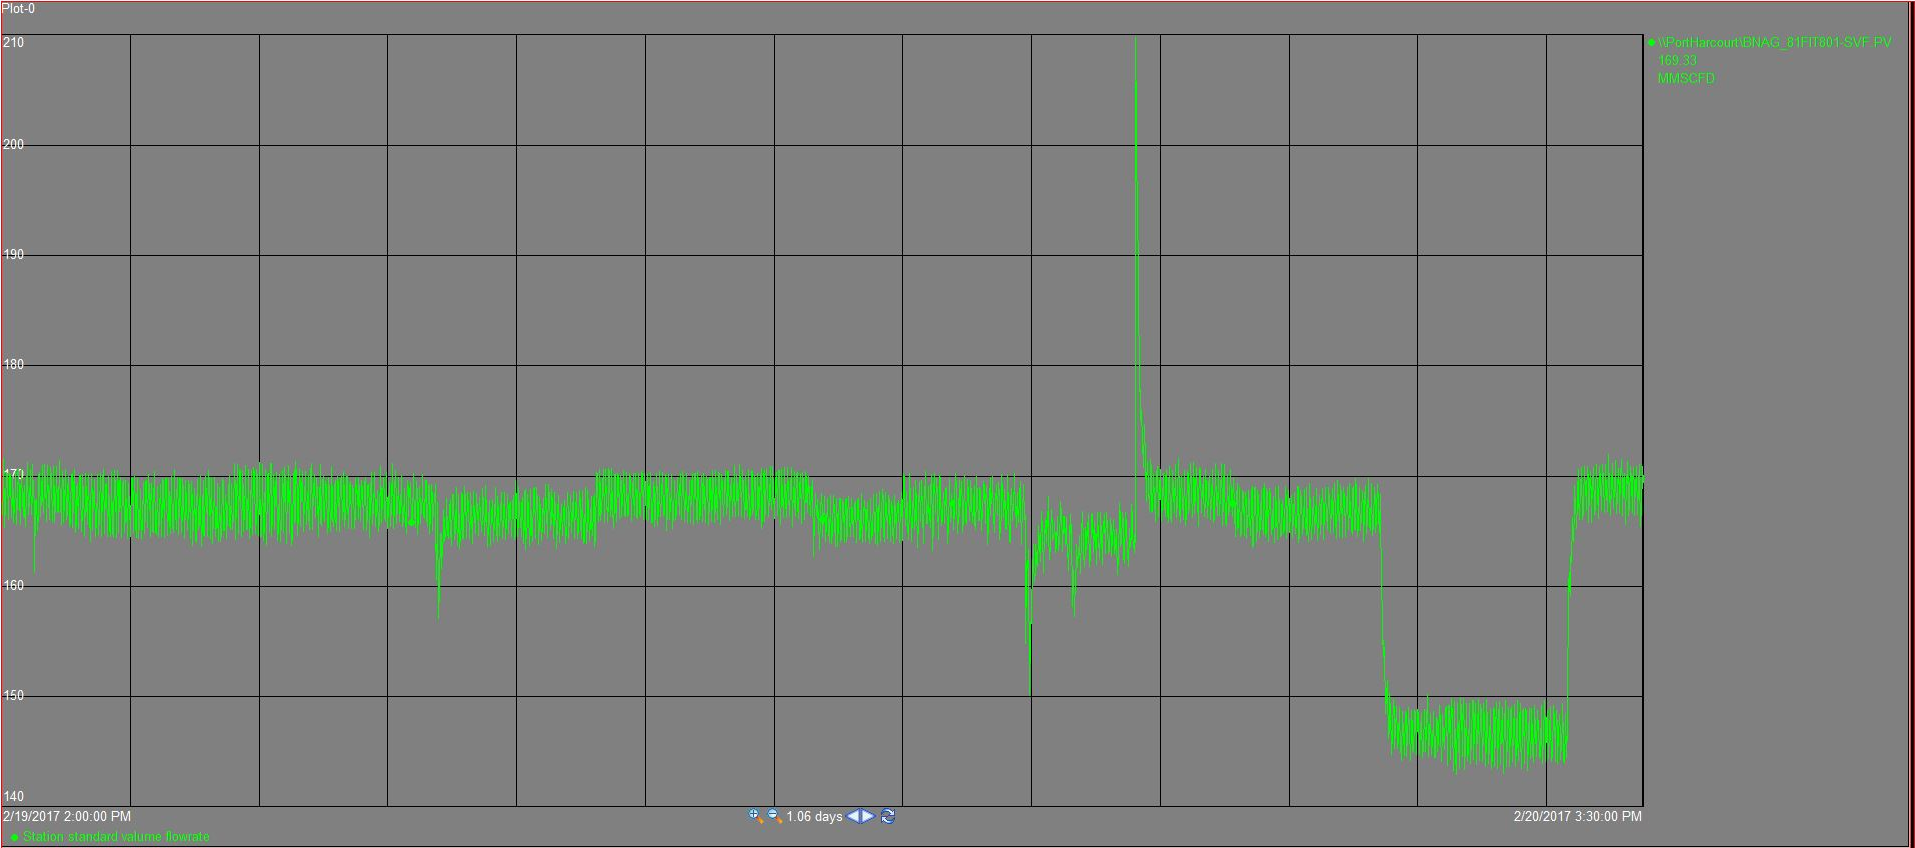 Plot-0
210
200
190
180
170
160
150
140
\\PortHarcourt\BNAG_81FIT801-SVF.PV
169.33
MMSCFD
2/19/2017 2:00:00 PM
1.06 days
2/20/2017 3:30:00 PM
Station standard valume flowrate